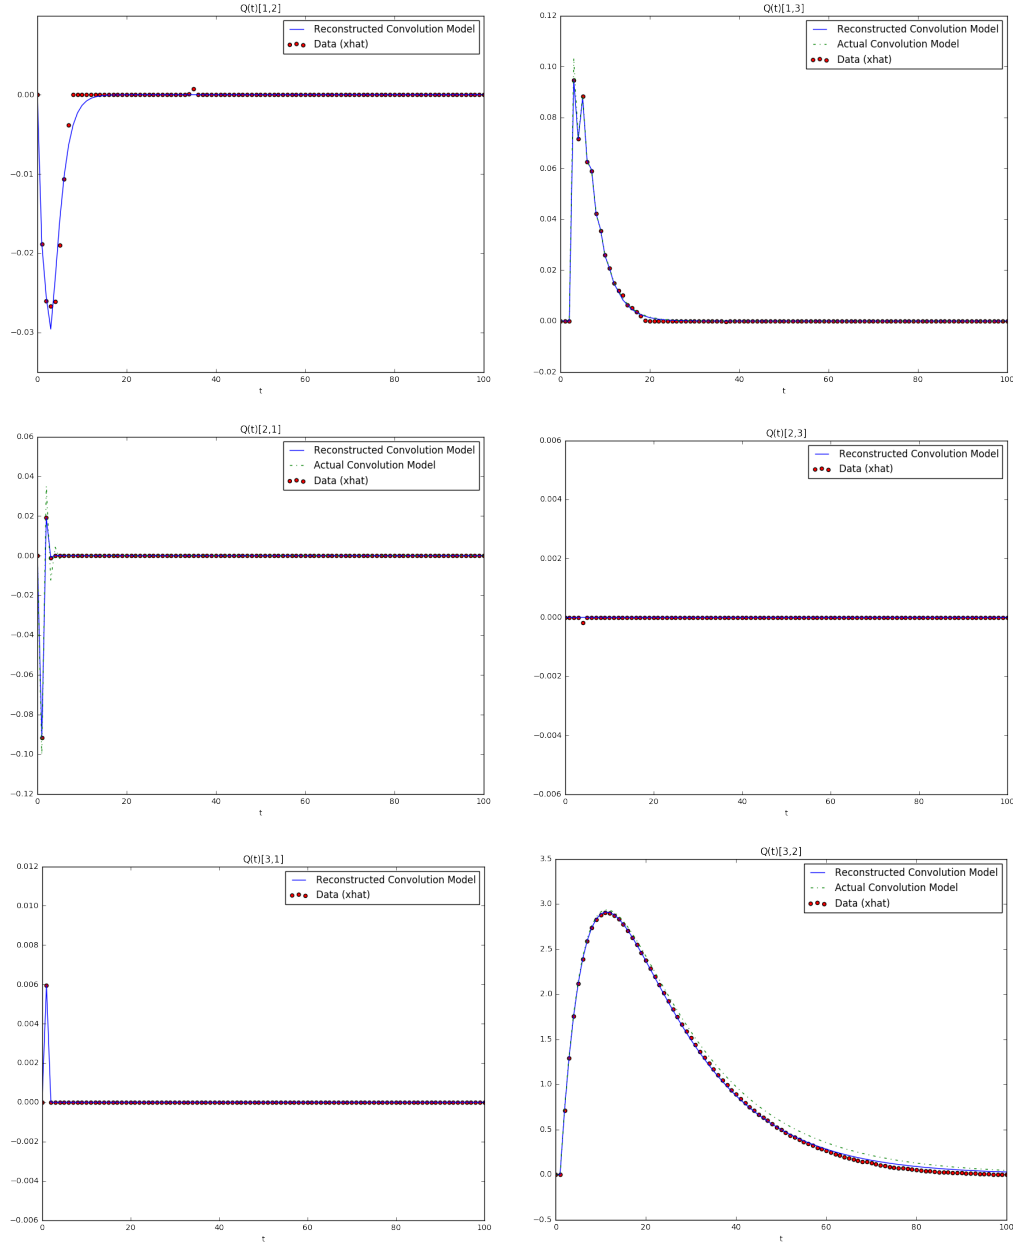 Q(t)[1,2]
Reconstructed Convolution Model
Data (xhat)
0.00
−0.01
−0.02
−0.03
0 20 40 60 80 100
t
Q(t)[1,3]
Reconstructed Convolution Model
Actual Convolution Model
Data (xhat)
0.12
0.10
0.08
0.06
0.04
0.02
0.00
−0.02
0 20 40 60 80 100
t
Q(t)[2,1]
Reconstructed Convolution Model
Actual Convolution Model
Data (xhat)
0.06
0.04
0.02
0.00
−0.02
−0.04
−0.06
−0.08
−0.10
−0.12
0 20 40 60 80 100
t
Q(t)[2,3]
Reconstructed Convolution Model
Data (xhat)
0.006
0.004
0.002
0.000
−0.002
−0.004
−0.006
0 20 40 60 80 100
t
Q(t)[3,1]
Reconstructed Convolution Model
Data (xhat)
0.012
0.010
0.008
0.006
0.004
0.002
0.000
−0.002
−0.004
−0.006
0 20 40 60 80 100
t
Q(t)[3,2]
Reconstructed Convolution Model
Actual Convolution Model
Data (xhat)
3.5
3.0
2.5
2.0
1.5
1.0
0.5
0.0
−0.5
0 20 40 60 80 100
t